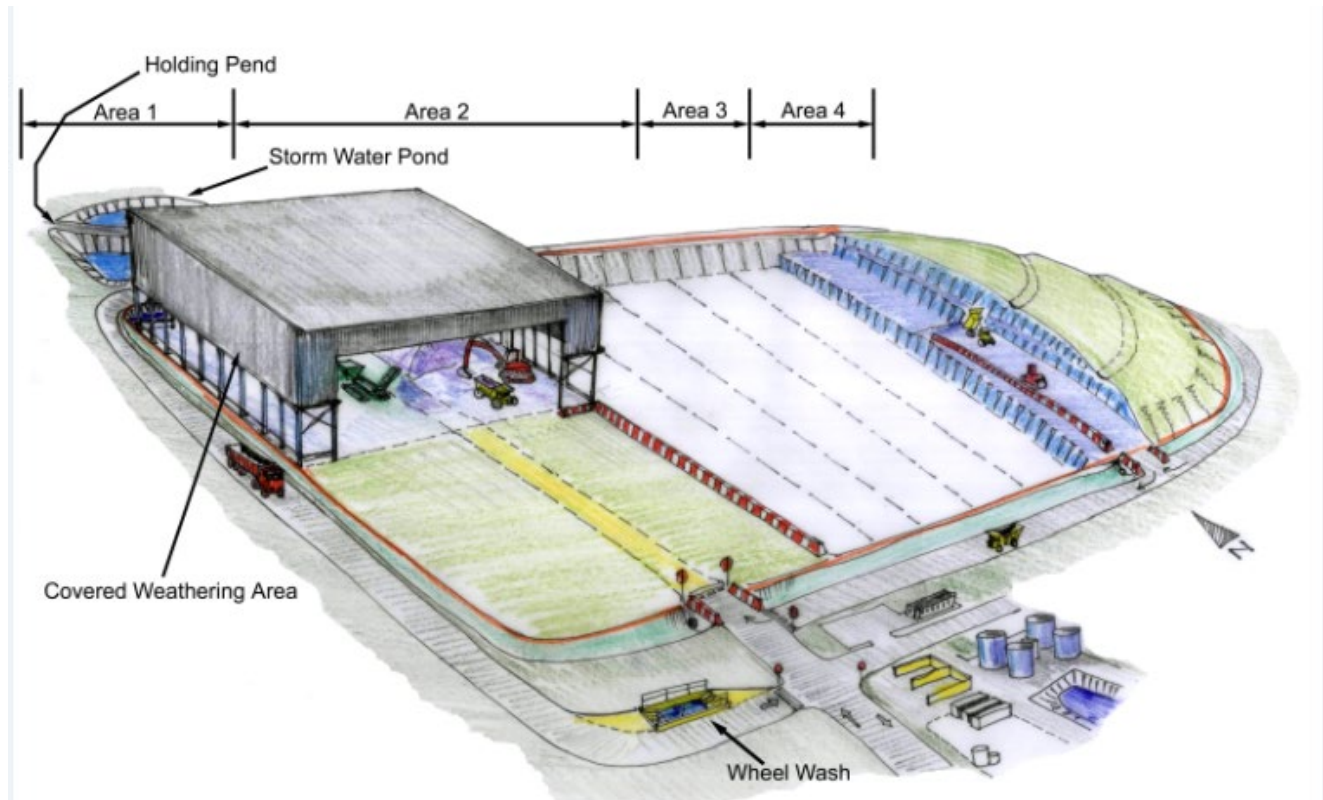 Holding Pend
Area 1
Area 2
Area 3
Area 4
Storm Water Pond
Covered Weathering Area
N
Wheel Wash